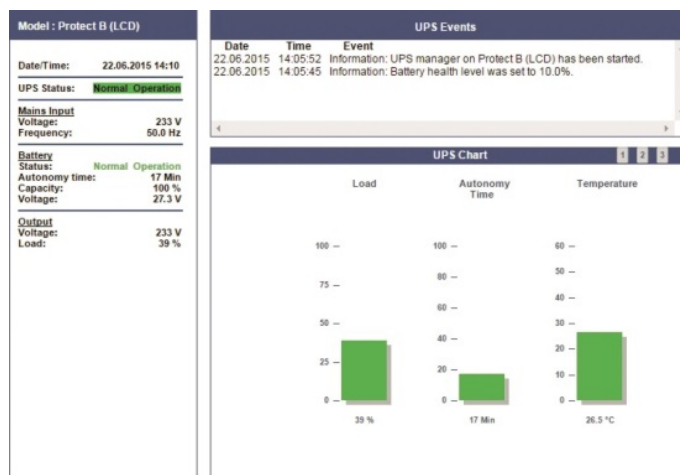 Model : Protect B (LCD)
Date/Time: 22.06.2015 14:10
UPS Status: Normal Operation
Mains Input
Voltage: 233 V
Frequency: 50.0 Hz
Battery
Status: Normal Operation
Autonomy time: 17 Min
Capacity: 100 %
Voltage: 27.3 V
Output
Voltage: 233 V
Load: 39 %
UPS Events
Date Time Event
22.06.2015 14:05:52 Information: UPS manager on Protect B (LCD) has been started.
22.06.2015 14:05:45 Information: Battery health level was set to 10.0%.
UPS Chart 1 2 3
Load
100
75
50
25
0
39 %
Autonomy
Time
100
80
60
40
20
0
17 Min
Temperature
60
50
40
30
20
10
0
26.5 °C